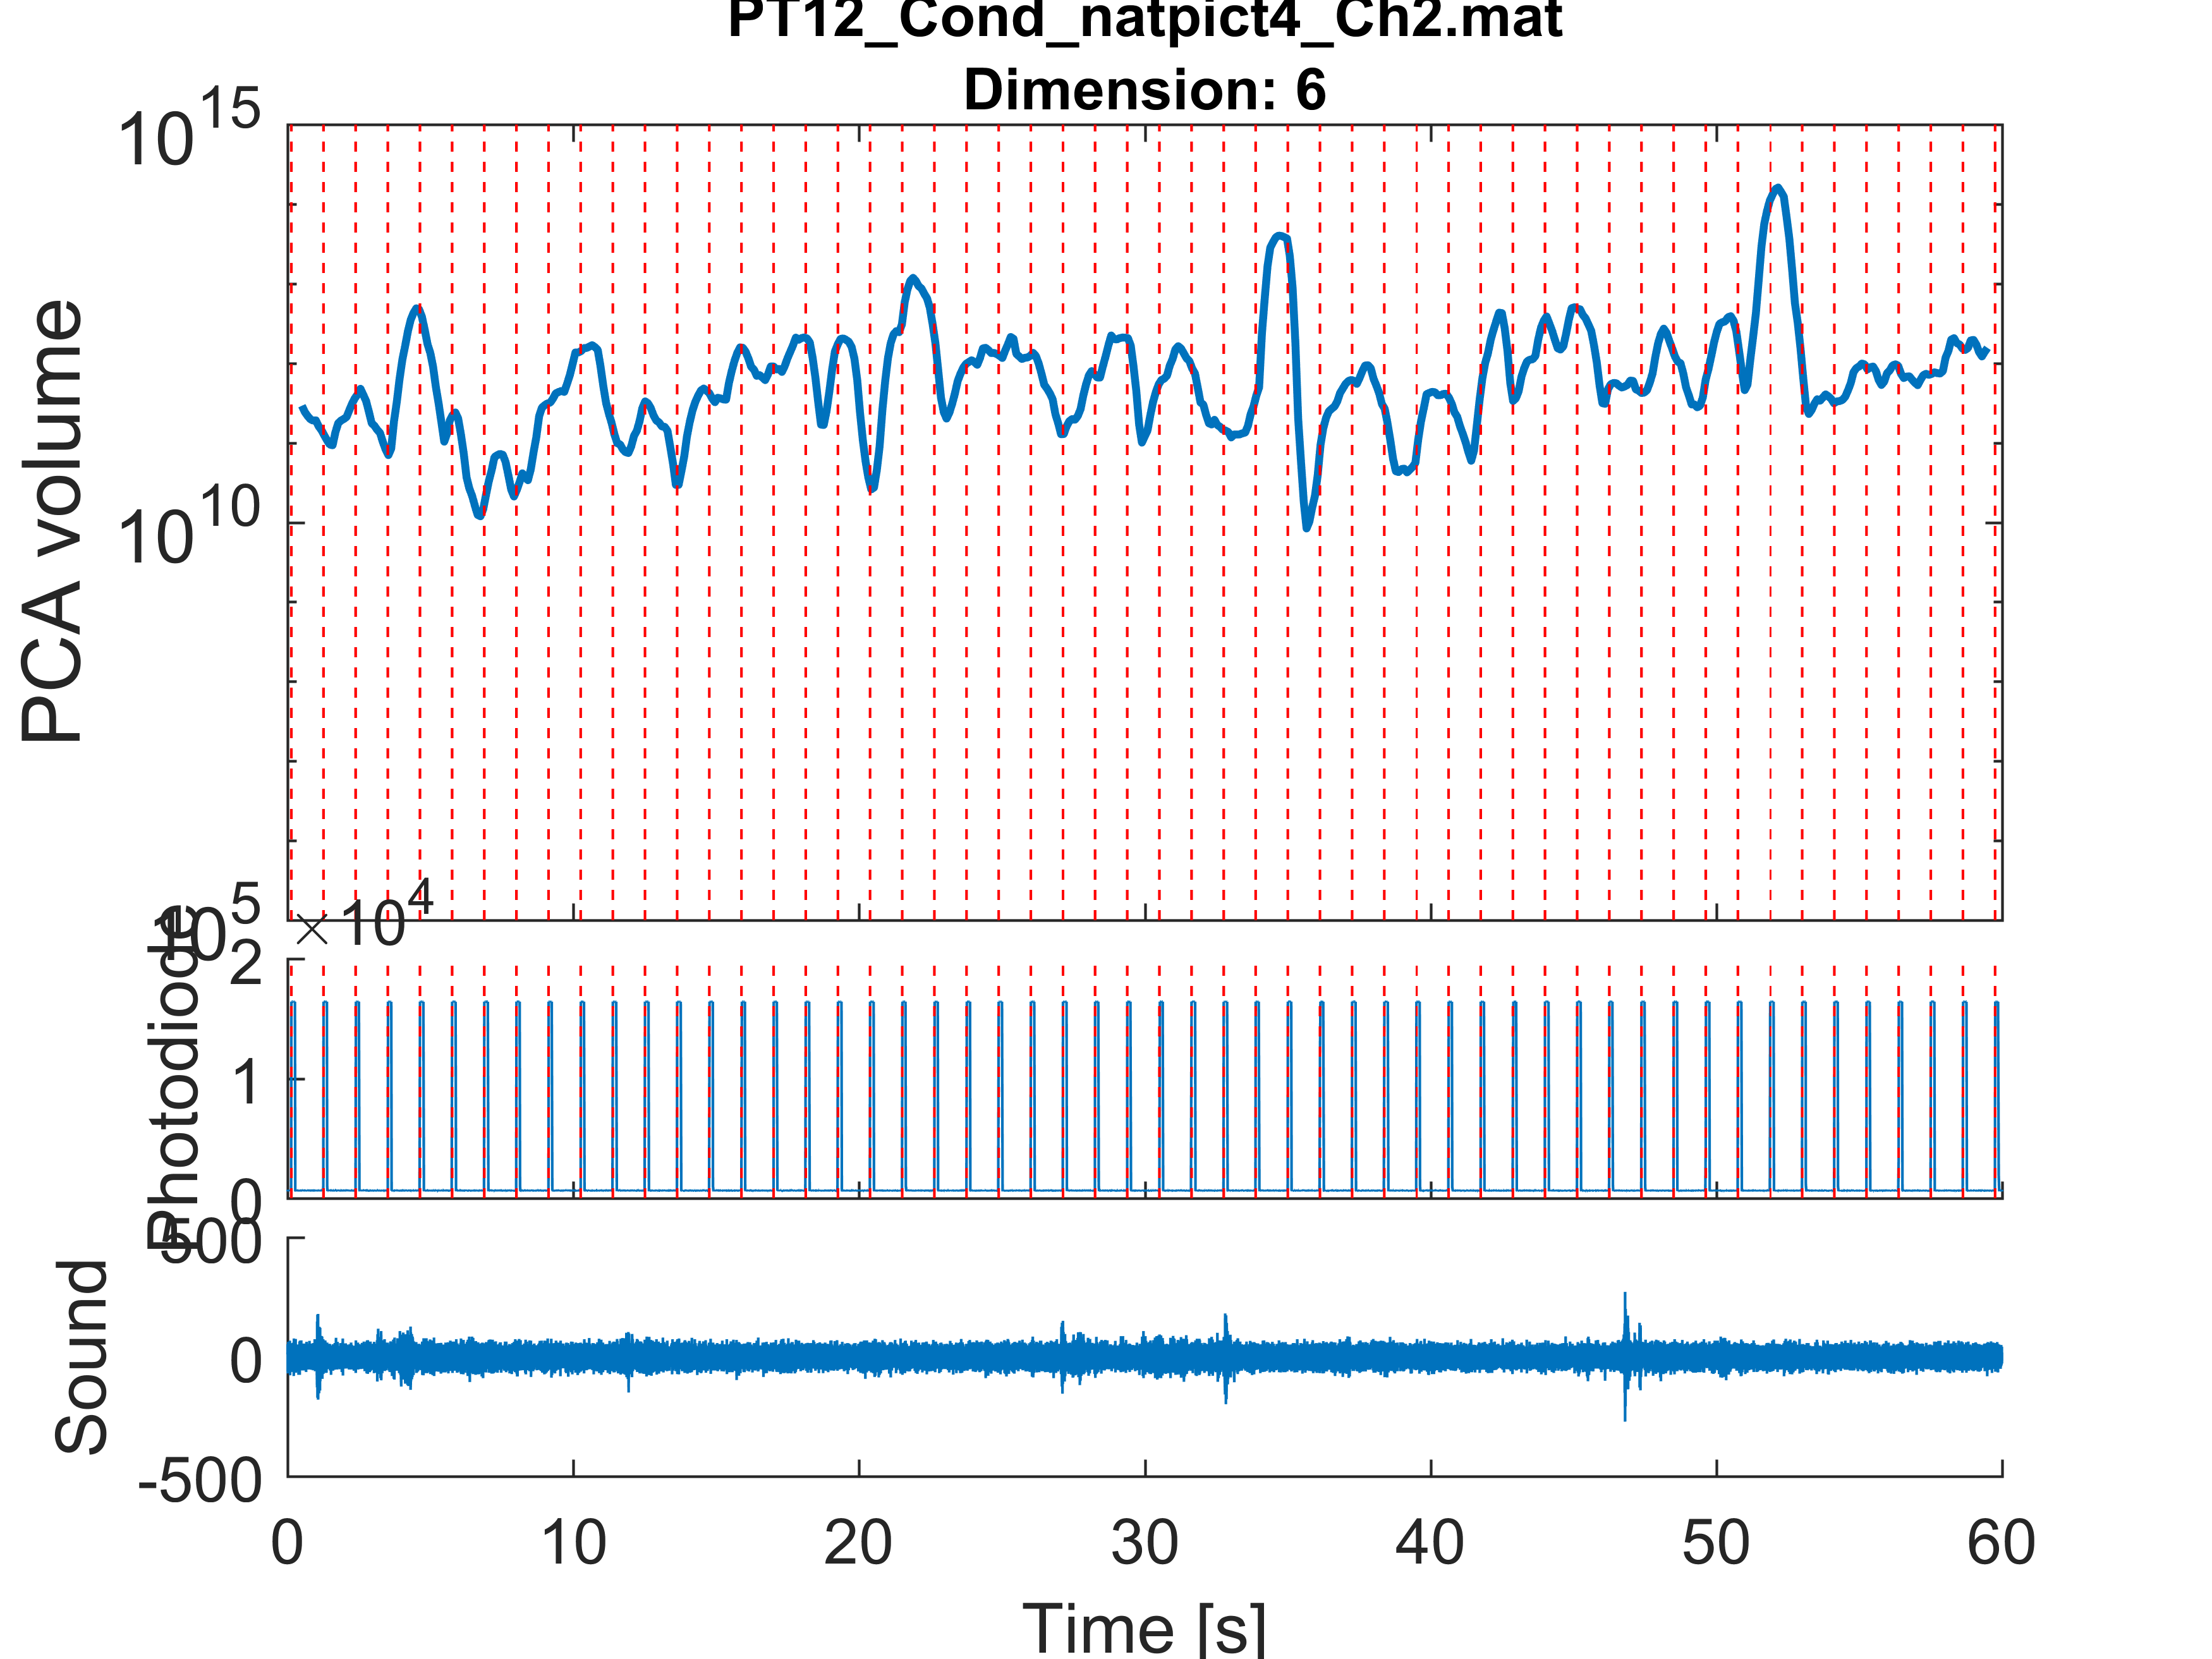 PT12_Cond_natpict4_Ch2.mat
Dimension: 6
10^15
10^10
10^5
PCA volume
× 10^4
2
1
0
Photodiode
500
0
-500
Sound
0 10 20 30 40 50 60
Time [s]